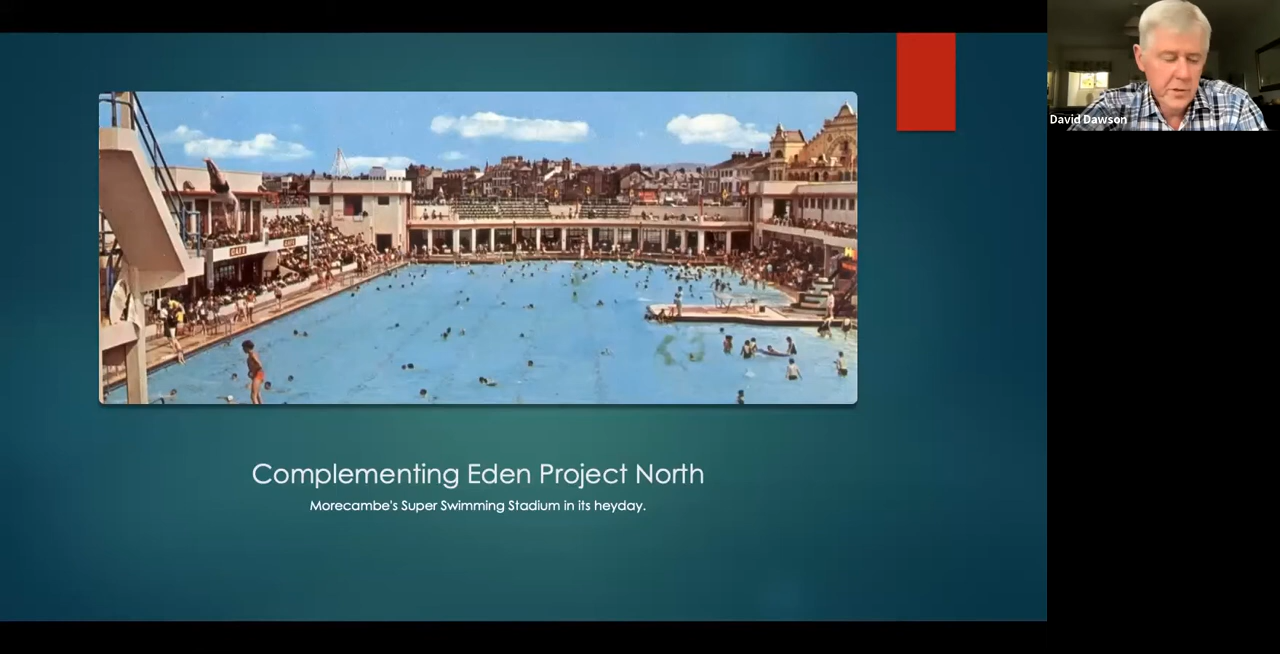 David Dawson
Complementing Eden Project North
Morecambe's Super Swimming Stadium in its heyday.